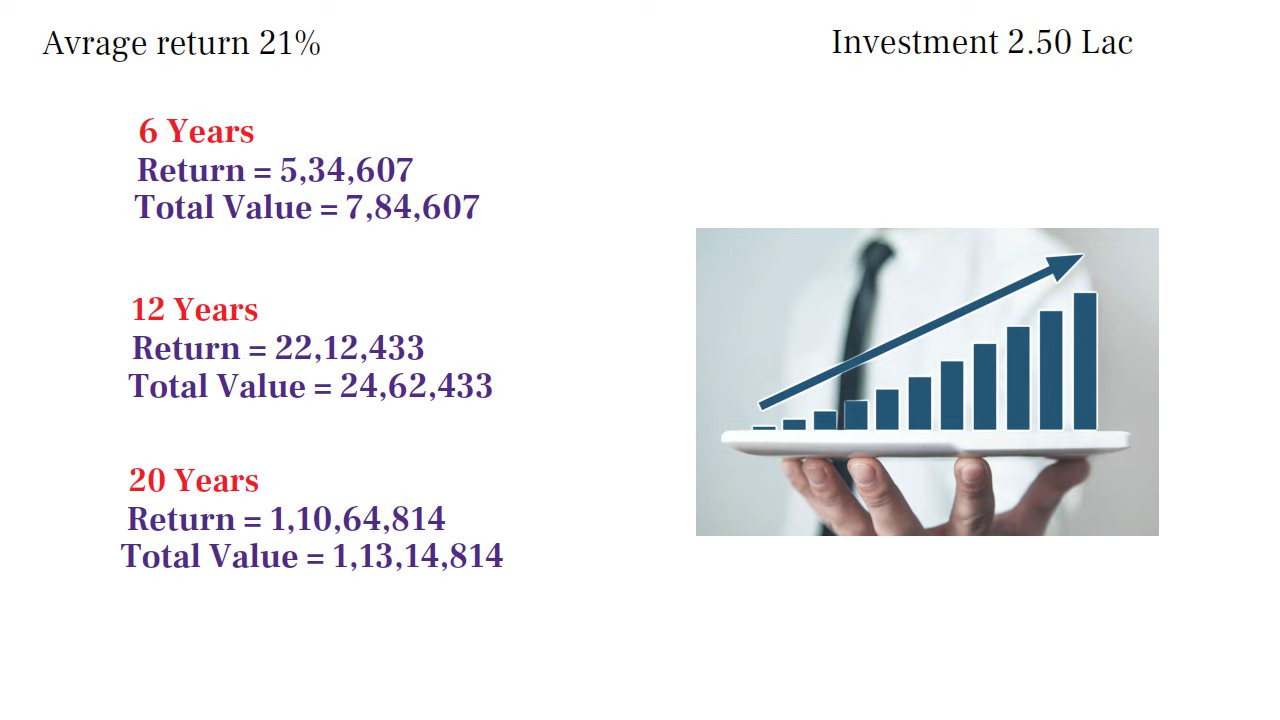 Avrage return 21%
Investment 2.50 Lac
6 Years
Return = 5,34,607
Total Value = 7,84,607
12 Years
Return = 22,12,433
Total Value = 24,62,433
20 Years
Return = 1,10,64,814
Total Value = 1,13,14,814